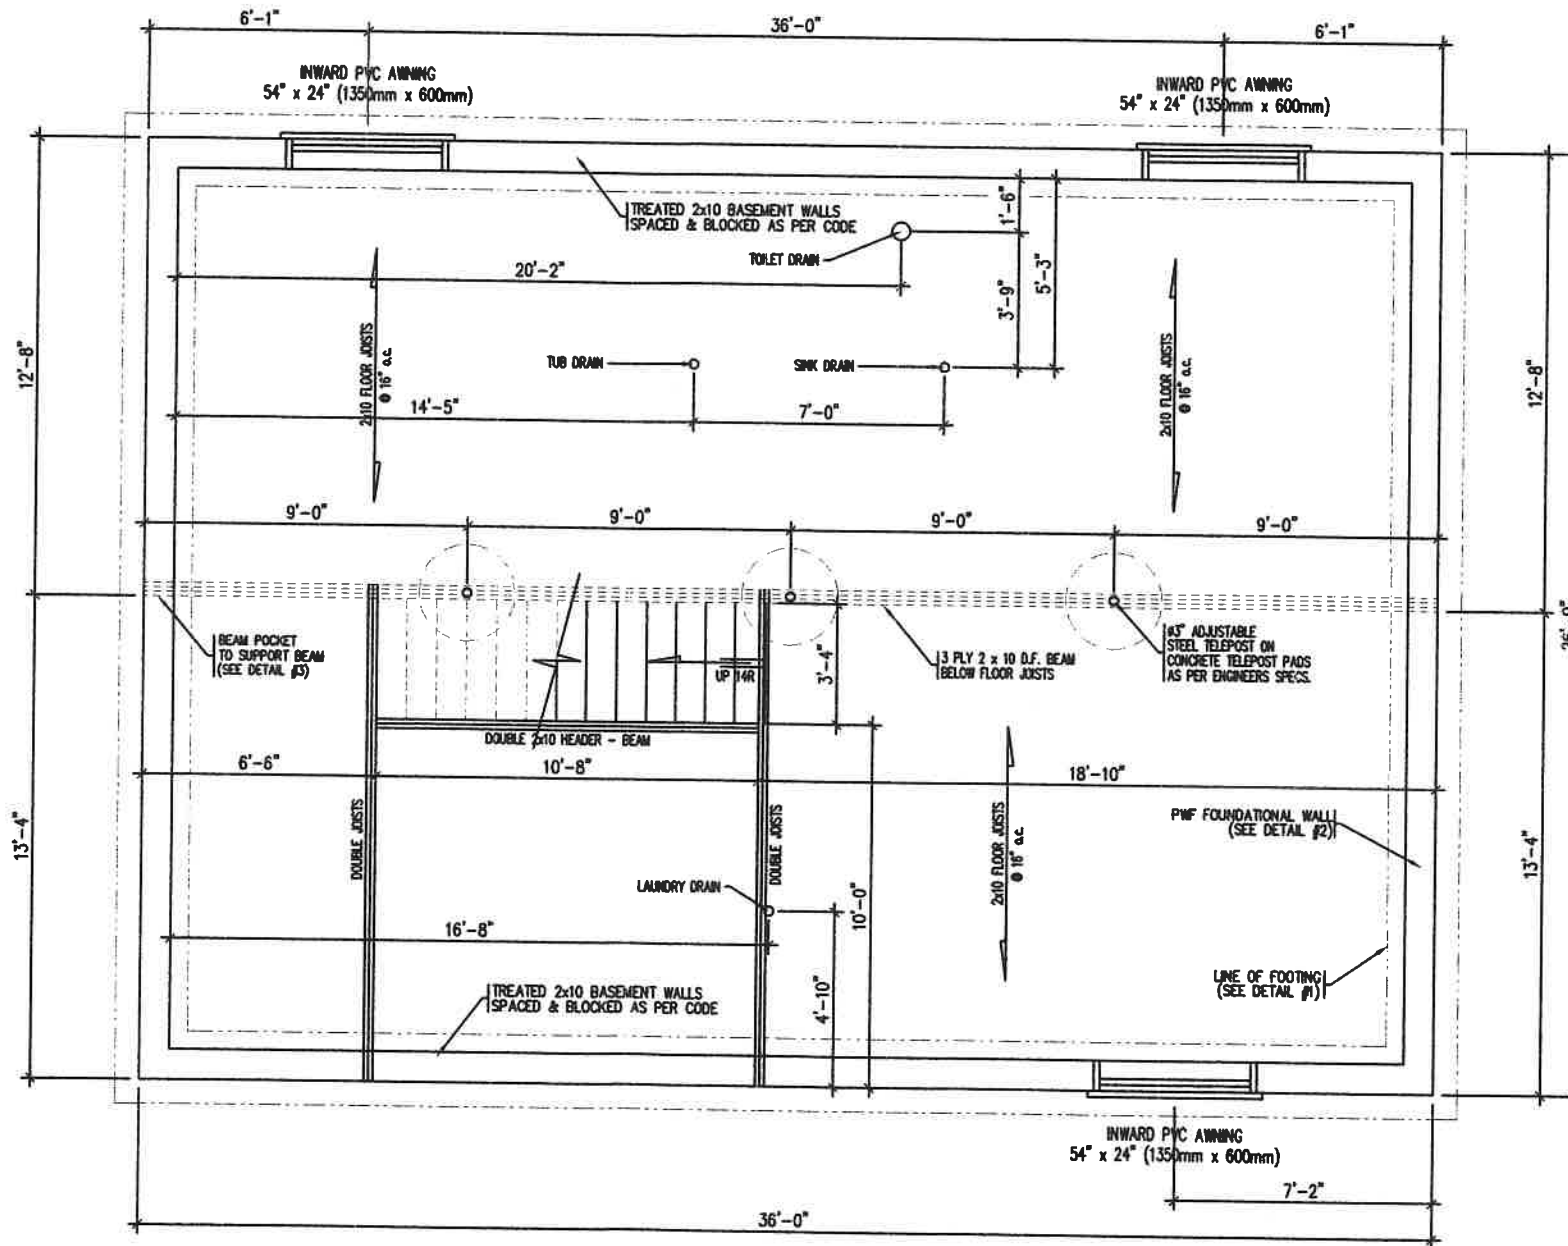 6'-1"
36'-0"
6'-1"
INWARD PVC AWNING
54" x 24" (1350mm x 600mm)
INWARD PVC AWNING
54" x 24" (1350mm x 600mm)
TREATED 2x10 BASEMENT WALLS
SPACED & BLOCKED AS PER CODE
TOILET DRAIN
1'-6"
5'-3"
3'-9"
20'-2"
12'-8"
2x10 FLOOR JOISTS
@ 16" o.c.
TUB DRAIN
SINK DRAIN
2x10 FLOOR JOISTS
@ 16" o.c.
12'-8"
14'-5"
7'-0"
9'-0"
9'-0"
9'-0"
9'-0"
BEAM POCKET
TO SUPPORT BEAM
(SEE DETAIL #3)
UP 14R
3'-4"
3 PLY 2 x 10 D.F. BEAM
BELOW FLOOR JOISTS
#3" ADJUSTABLE
STEEL TELEPOST ON
CONCRETE TELEPOST PADS
AS PER ENGINEERS SPECS.
26'-0"
DOUBLE 2x10 HEADER - BEAM
6'-6"
10'-8"
18'-10"
13'-4"
DOUBLE JOISTS
DOUBLE JOISTS
2x10 FLOOR JOISTS
@ 16" o.c.
PWF FOUNDATIONAL WALL
(SEE DETAIL #2)
13'-4"
LAUNDRY DRAIN
10'-0"
16'-8"
4'-10"
TREATED 2x10 BASEMENT WALLS
SPACED & BLOCKED AS PER CODE
LINE OF FOOTING
(SEE DETAIL #1)
INWARD PVC AWNING
54" x 24" (1350mm x 600mm)
7'-2"
36'-0"